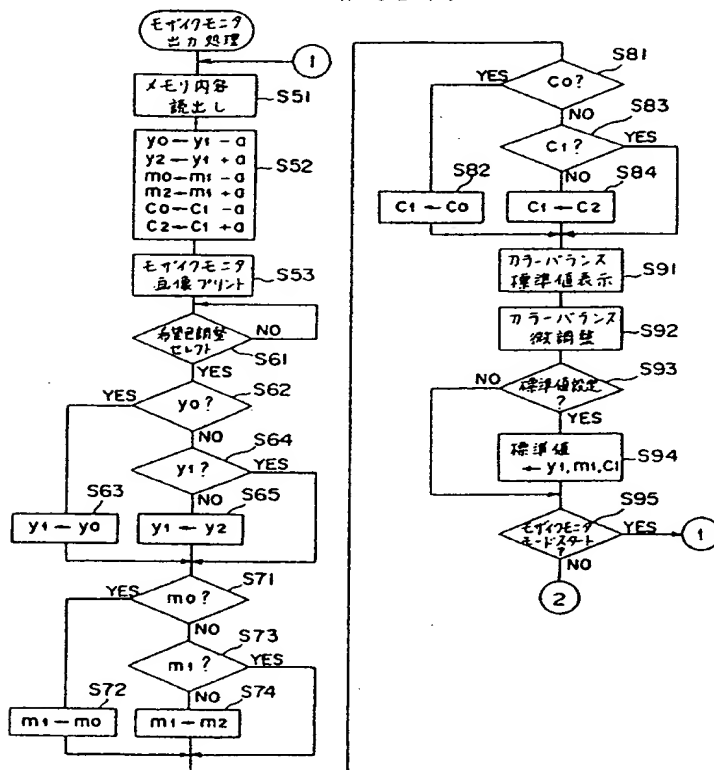 モザイクモニタ
出力処理
1
メモリ内容
読出し
S51
y0←y1-a
y2←y1+a
m0←m1-a
m2←m1+a
C0←C1-a
C2←C1+a
S52
モザイクモニタ
画像プリント
S53
希望色調整
セレクト
NO
S61
YES
S62
YES
y0?
NO
S64
y1?
YES
NO
S63
S65
y1←y0
y1←y2
S71
YES
m0?
NO
S73
m1?
YES
NO
S72
S74
m1←m0
m1←m2
S81
YES
C0?
NO
S83
C1?
YES
NO
S82
S84
C1←C0
C1←C2
カラーバランス
標準値表示
S91
カラーバランス
微調整
S92
S93
NO
標準値設定
?
YES
標準値
←y1,m1,C1
S94
S95
モザイクモニタ
モードスタート
?
YES
1
NO
2